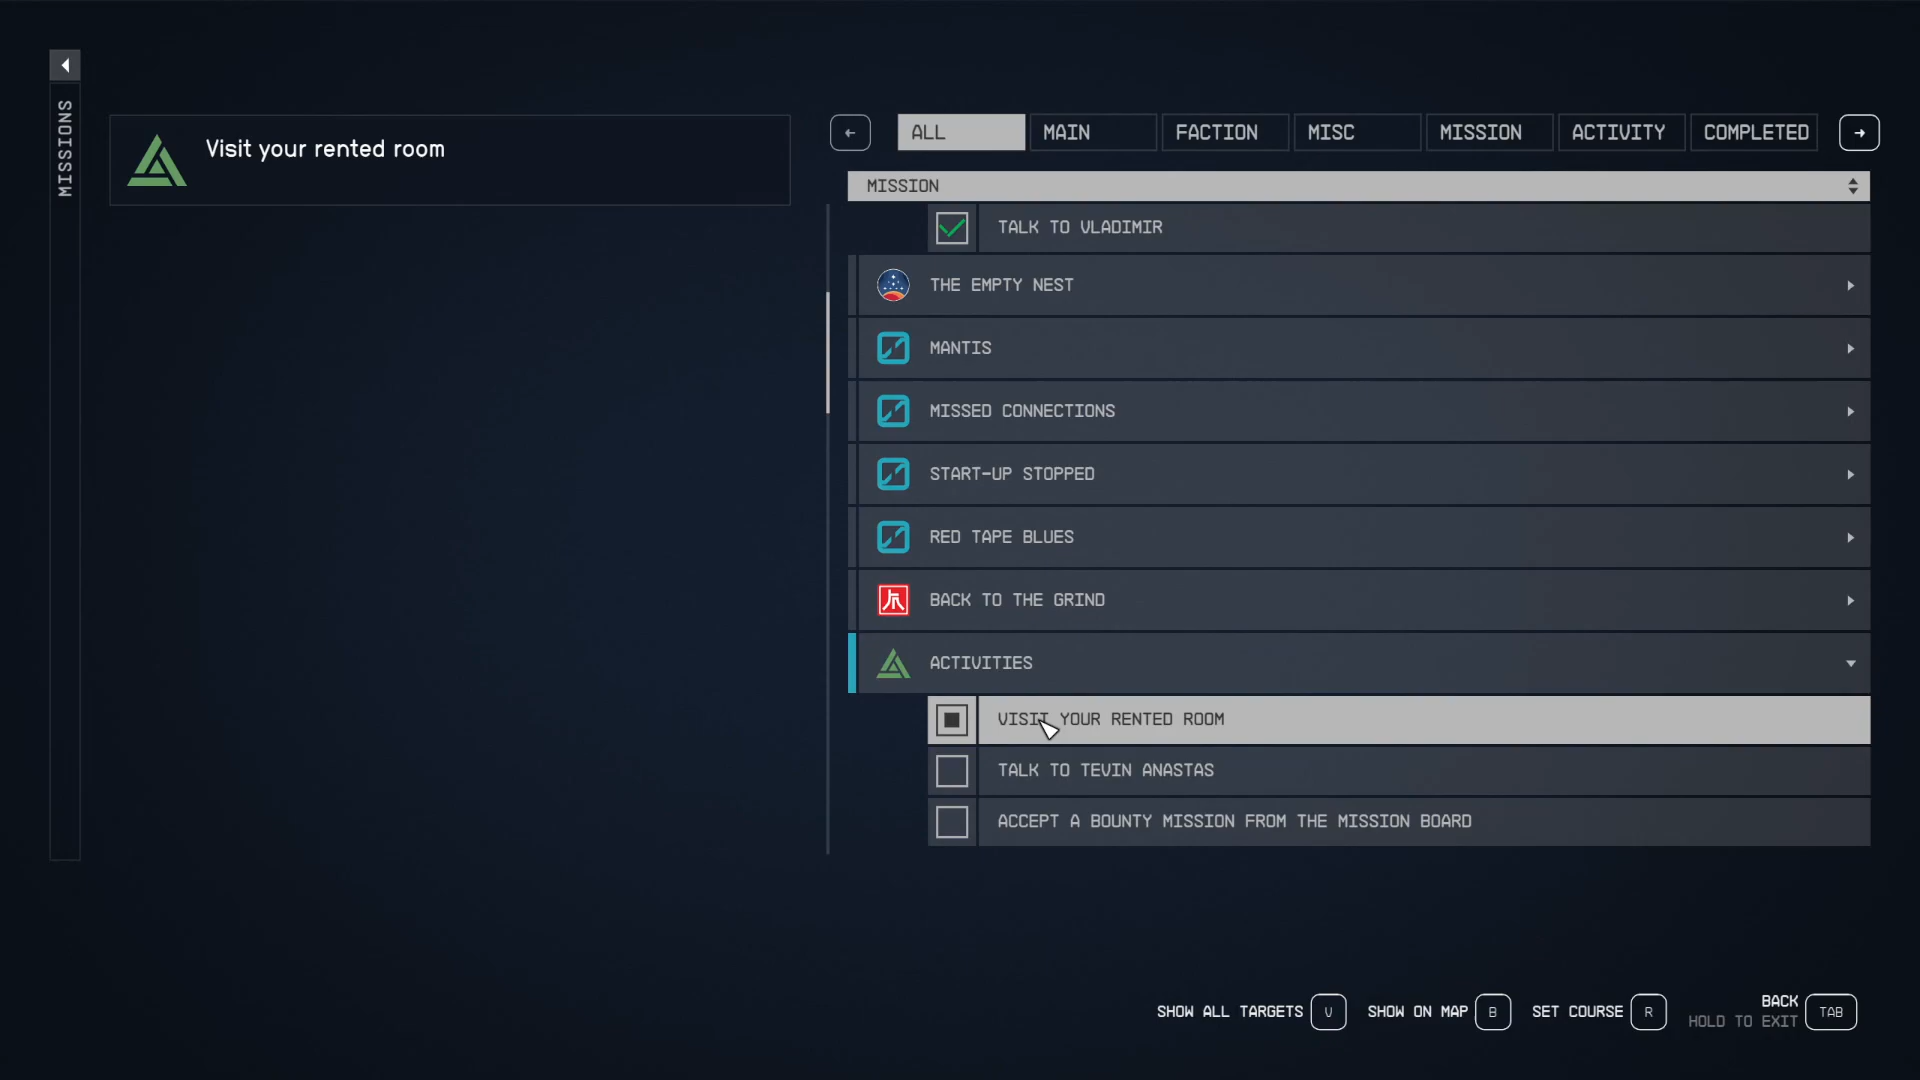 MISSIONS
Visit your rented room
ALL
MAIN
FACTION
MISC
MISSION
ACTIVITY
COMPLETED
MISSION
TALK TO VLADIMIR
THE EMPTY NEST
MANTIS
MISSED CONNECTIONS
START-UP STOPPED
RED TAPE BLUES
BACK TO THE GRIND
ACTIVITIES
VISIT YOUR RENTED ROOM
TALK TO TEVIN ANASTAS
ACCEPT A BOUNTY MISSION FROM THE MISSION BOARD
SHOW ALL TARGETS V
SHOW ON MAP B
SET COURSE R
BACK
HOLD TO EXIT
TAB